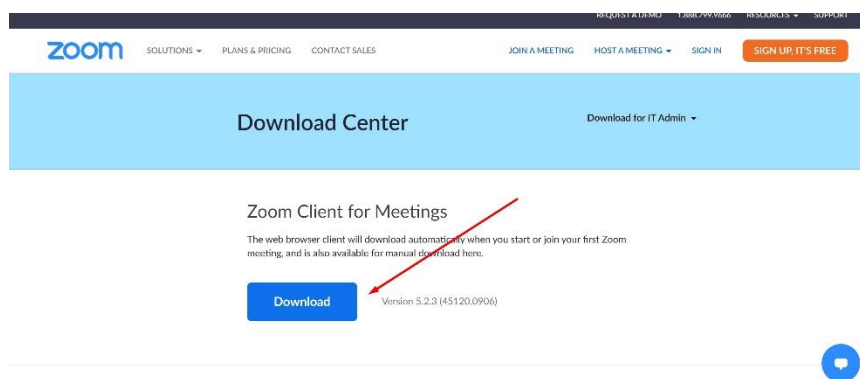 REQUEST A DEMO 1.888.799.9666 RESOURCES SUPPORT
zoom SOLUTIONS PLANS & PRICING CONTACT SALES JOIN A MEETING HOST A MEETING SIGN IN SIGN UP, IT'S FREE
Download Center Download for IT Admin
Zoom Client for Meetings
The web browser client will download automatically when you start or join your first Zoom
meeting, and is also available for manual download here.
Download Version 5.2.3 (45120.0906)